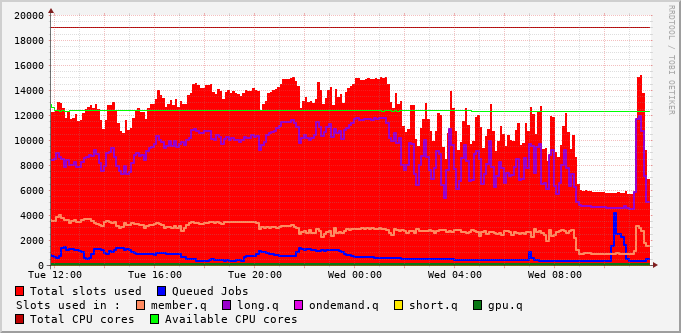 20000
18000
16000
14000
12000
10000
8000
6000
4000
2000
0
Tue 12:00 Tue 16:00 Tue 20:00 Wed 00:00 Wed 04:00 Wed 08:00
RRDTOOL / TOBI OETIKER
Total slots used Queued Jobs
Slots used in : member.q long.q ondemand.q short.q gpu.q
Total CPU cores Available CPU cores